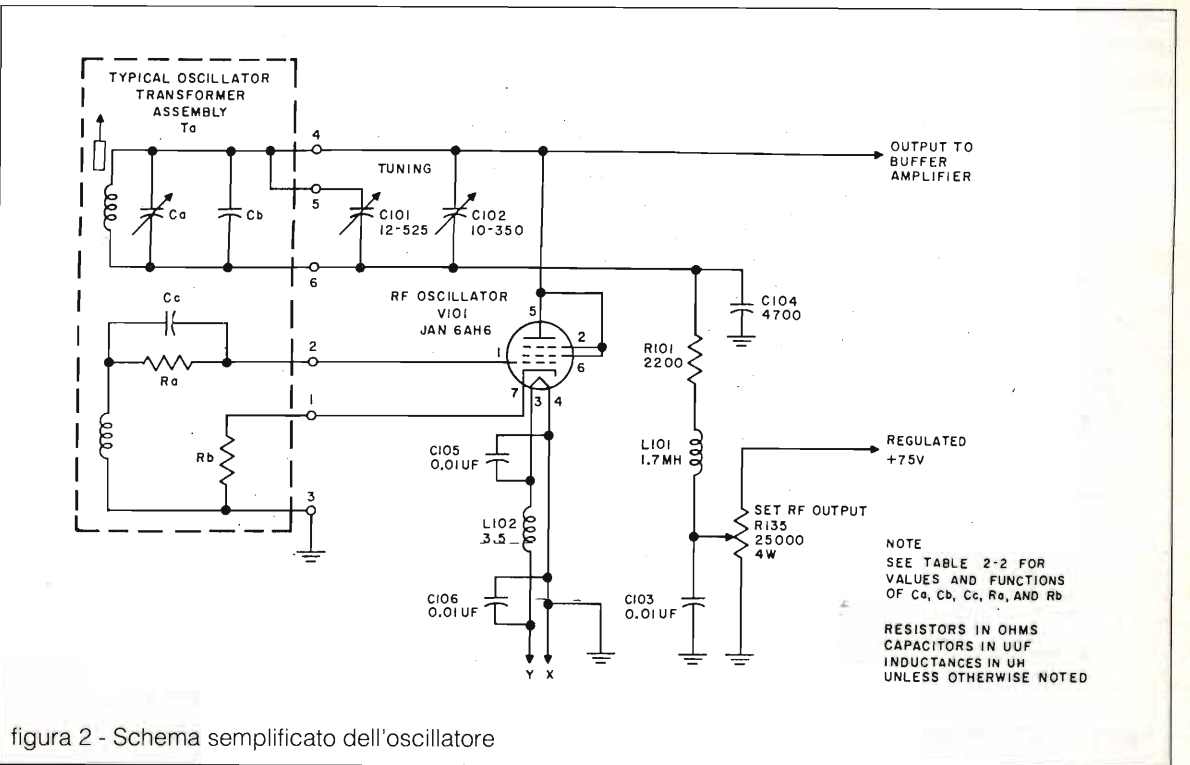 TYPICAL OSCILLATOR
TRANSFORMER
ASSEMBLY
Ta
4
TUNING
5
Ca
Cb
C101
12-525
C102
10-350
OUTPUT TO
BUFFER
AMPLIFIER
6
RF OSCILLATOR
V101
JAN 6AH6
Cc
Ra
2
1
5
2
6
1
7
3
4
Rb
3
C104
4700
R101
2200
L101
1.7MH
REGULATED
+75V
C105
0.01UF
L102
3.5
SET RF OUTPUT
R135
25000
4W
C106
0.01UF
C103
0.01UF
Y X
NOTE
SEE TABLE 2-2 FOR
VALUES AND FUNCTIONS
OF Ca, Cb, Cc, Ra, AND Rb
RESISTORS IN OHMS
CAPACITORS IN UUF
INDUCTANCES IN UH
UNLESS OTHERWISE NOTED
figura 2 - Schema semplificato dell'oscillatore